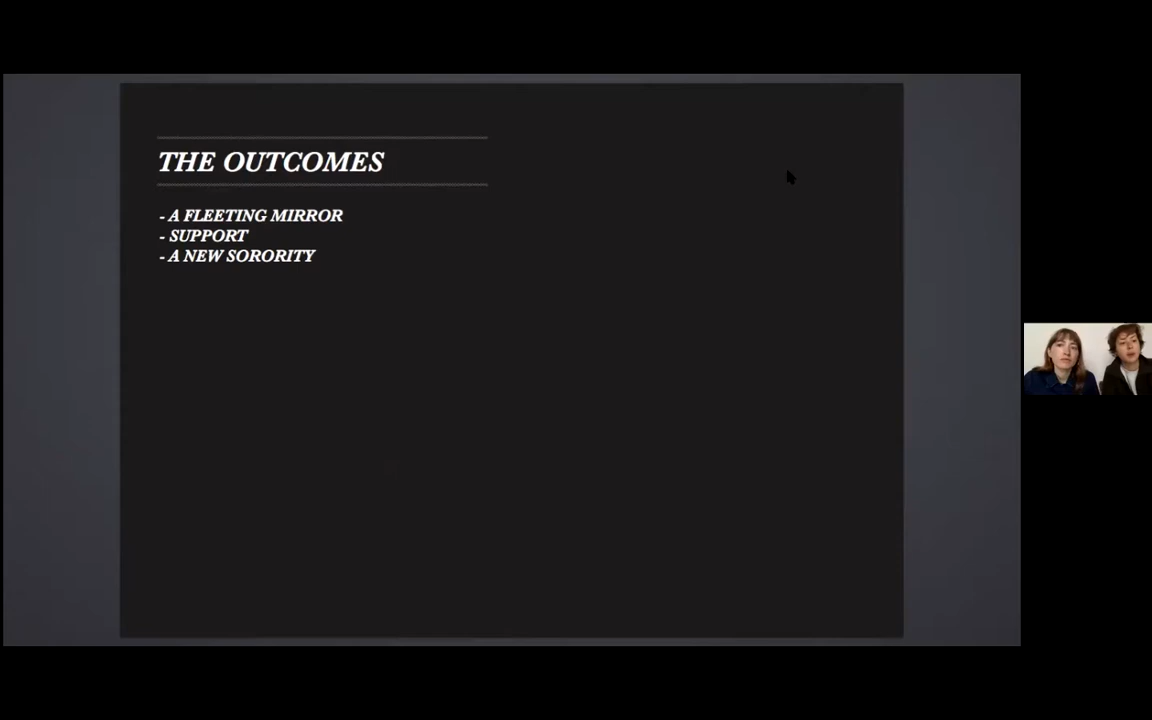 THE OUTCOMES
- A FLEETING MIRROR
- SUPPORT
- A NEW SORORITY